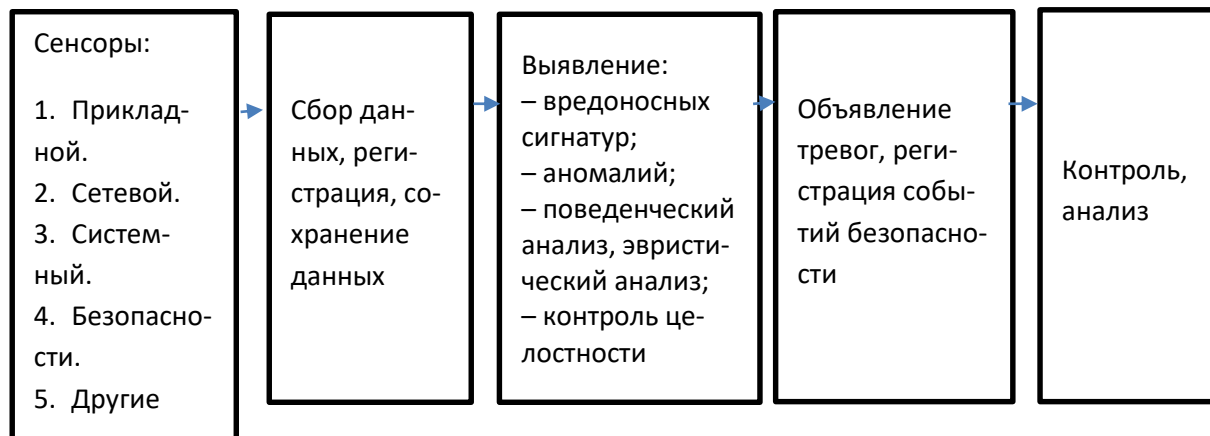 Сенсоры:
1. Приклад-
ной.
2. Сетевой.
3. Систем-
ный.
4. Безопасно-
сти.
5. Другие
Сбор дан-
ных, реги-
страция, со-
хранение
данных
Выявление:
– вредоносных
сигнатур;
– аномалий;
– поведенческий
анализ, эвристи-
ческий анализ;
– контроль це-
лостности
Объявление
тревог, реги-
страция собы-
тий безопасно-
сти
Контроль,
анализ